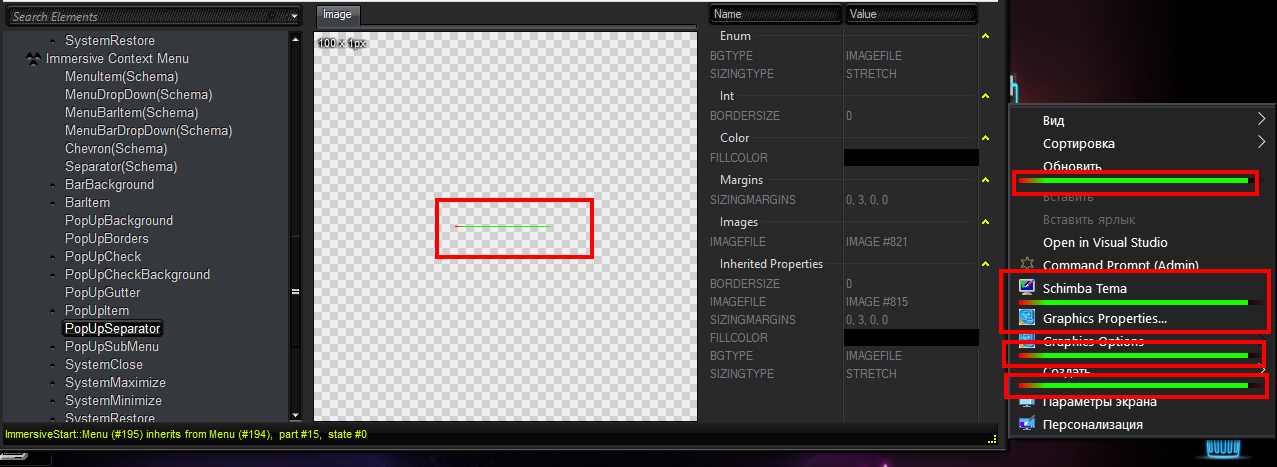 Search Elements
SystemRestore
Immersive Context Menu
MenuItem(Schema)
MenuDropDown(Schema)
MenuBarItem(Schema)
MenuBarDropDown(Schema)
Chevron(Schema)
Separator(Schema)
BarBackground
BarItem
PopUpBackground
PopUpBorders
PopUpCheck
PopUpCheckBackground
PopUpGutter
PopUpItem
PopUpSeparator
PopUpSubMenu
SystemClose
SystemMaximize
SystemMinimize
SystemRestore
Image
100 x 1px
Name Value
Enum
BGTYPE IMAGEFILE
SIZINGTYPE STRETCH
Int
BORDERSIZE 0
Color
FILLCOLOR
Margins
SIZINGMARGINS 0, 3, 0, 0
Images
IMAGEFILE IMAGE #821
Inherited Properties
BORDERSIZE 0
IMAGEFILE IMAGE #815
SIZINGMARGINS 0, 3, 0, 0
FILLCOLOR
BGTYPE IMAGEFILE
SIZINGTYPE STRETCH
ImmersiveStart::Menu (#195) inherits from Menu (#194), part #15, state #0
h
Вид
Сортировка
Обновить
Вставить
Вставить ярлык
Open in Visual Studio
Command Prompt (Admin)
Schimba Tema
Graphics Properties...
Graphics Options
Создать
Параметры экрана
Персонализация